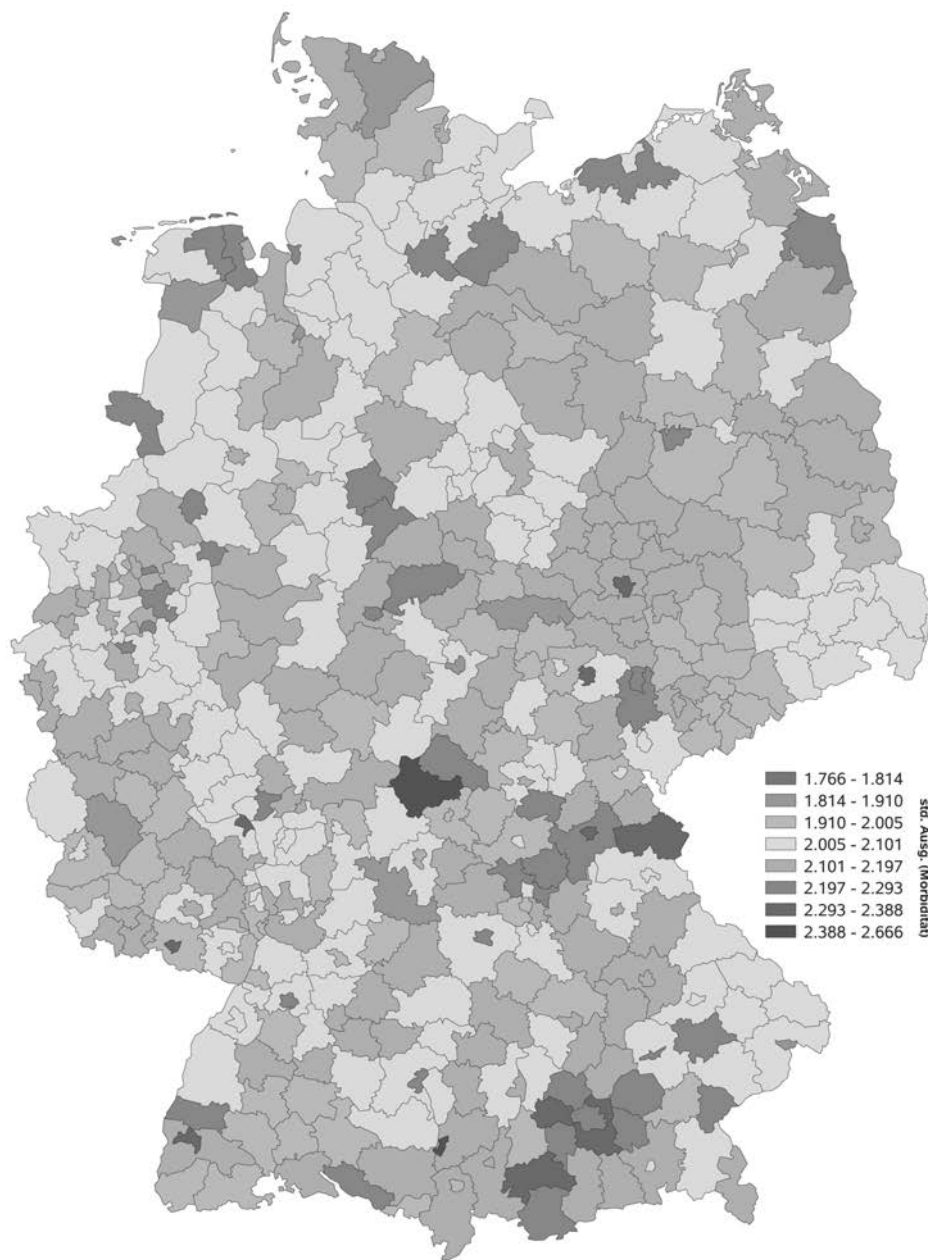 1.766 - 1.814
1.814 - 1.910
1.910 - 2.005
2.005 - 2.101
2.101 - 2.197
2.197 - 2.293
2.293 - 2.388
2.388 - 2.666
std. Ausg. (Morbidität)